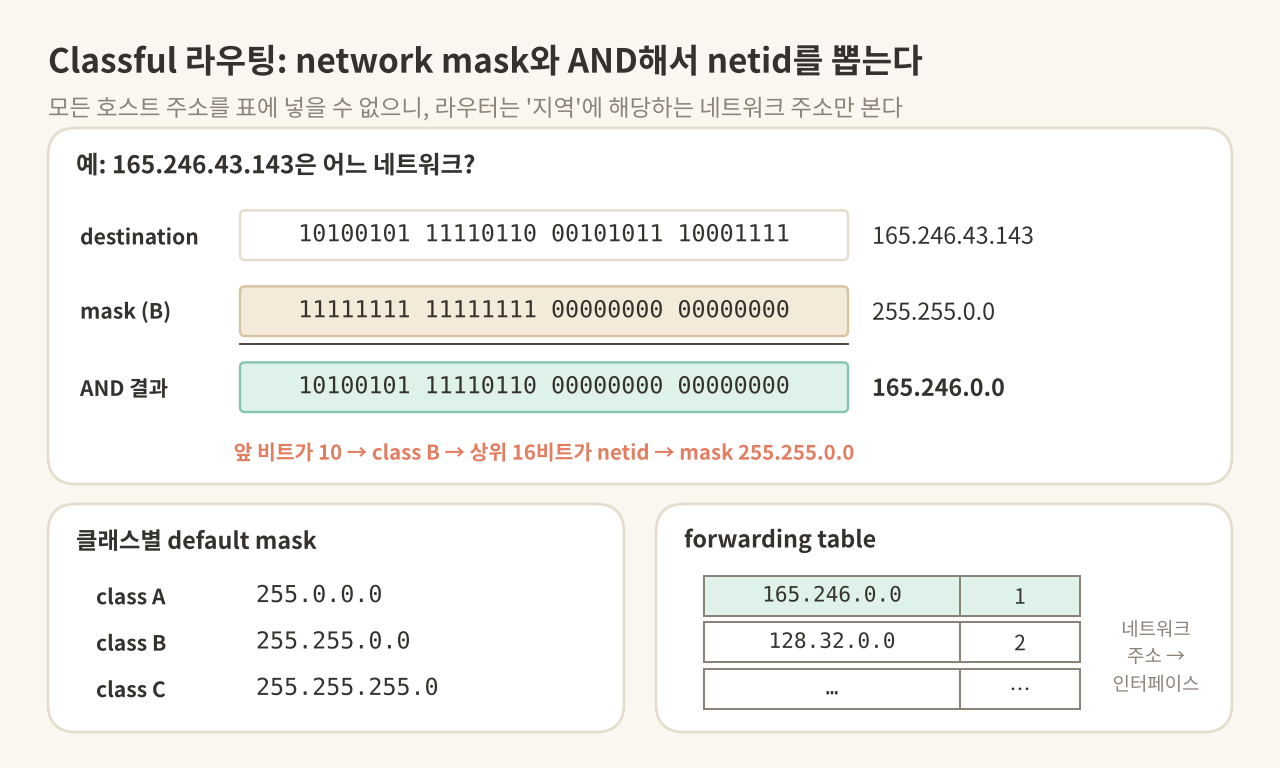 Classful 라우팅: network mask와 AND해서 netid를 뽑는다
모든 호스트 주소를 표에 넣을 수 없으니, 라우터는 '지역'에 해당하는 네트워크 주소만 본다
예: 165.246.43.143은 어느 네트워크?
destination 10100101 11110110 00101011 10001111 165.246.43.143
mask (B) 11111111 11111111 00000000 00000000 255.255.0.0
AND 결과 10100101 11110110 00000000 00000000 165.246.0.0
앞 비트가 10 → class B → 상위 16비트가 netid → mask 255.255.0.0
클래스별 default mask
class A 255.0.0.0
class B 255.255.0.0
class C 255.255.255.0
forwarding table
165.246.0.0 1
128.32.0.0 2
… …
네트워크
주소 →
인터페이스